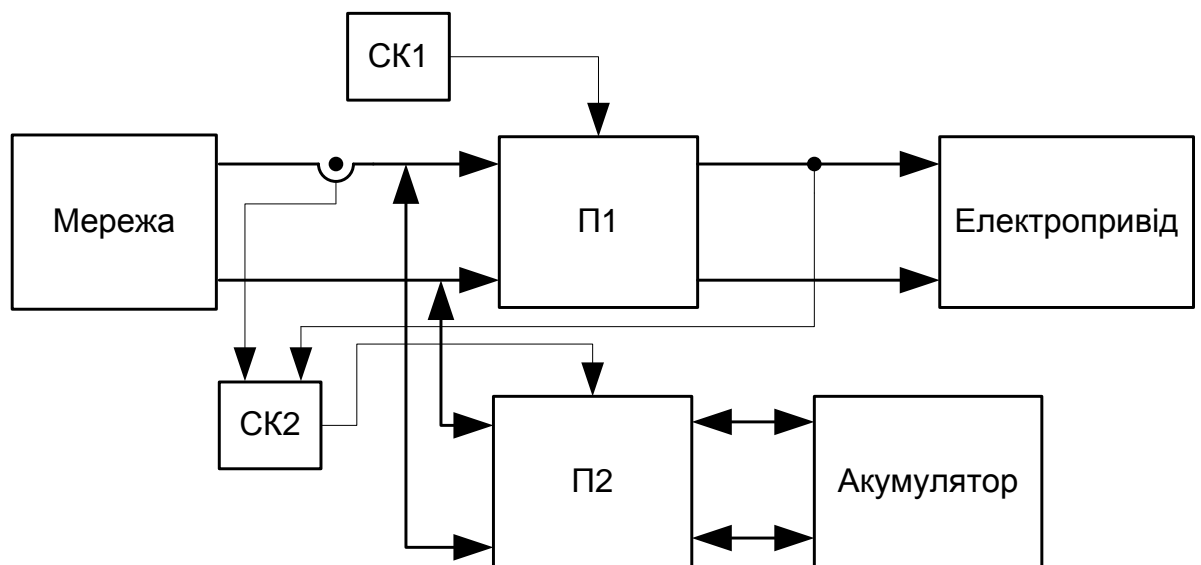 СК1
Мережа
П1
Електропривід
СК2
П2
Акумулятор